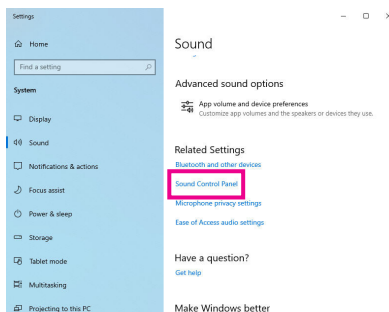 Settings
Home
Find a setting
System
Display
Sound
Notifications & actions
Focus assist
Power & sleep
Storage
Tablet mode
Multitasking
Projecting to this PC
Sound
Advanced sound options
App volume and device preferences
Customize app volumes and the speakers or devices they use.
Related Settings
Bluetooth and other devices
Sound Control Panel
Microphone privacy settings
Ease of Access audio settings
Have a question?
Get help
Make Windows better